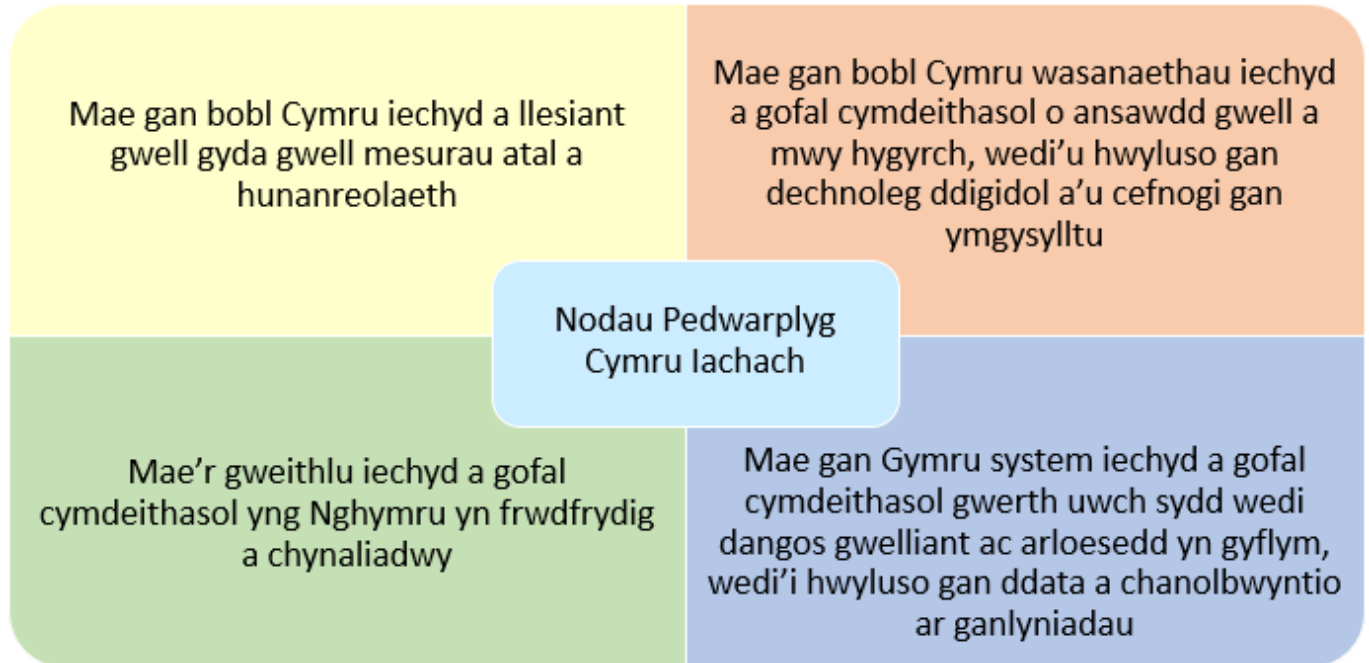 Mae gan bobl Cymru iechyd a llesiant
gwell gyda gwell mesurau atal a
hunanreolaeth
Mae gan bobl Cymru wasanaethau iechyd
a gofal cymdeithasol o ansawdd gwell a
mwy hygyrch, wedi’u hwyluso gan
dechnoleg ddigidol a’u cefnogi gan
ymgysylltu
Nodau Pedwarplyg
Cymru Iachach
Mae’r gweithlu iechyd a gofal
cymdeithasol yng Nghymru yn frwdfrydig
a chynaliadwy
Mae gan Gymru system iechyd a gofal
cymdeithasol gwerth uwch sydd wedi
dangos gwelliant ac arloesedd yn gyflym,
wedi’i hwyluso gan ddata a chanolbwyntio
ar ganlyniadau